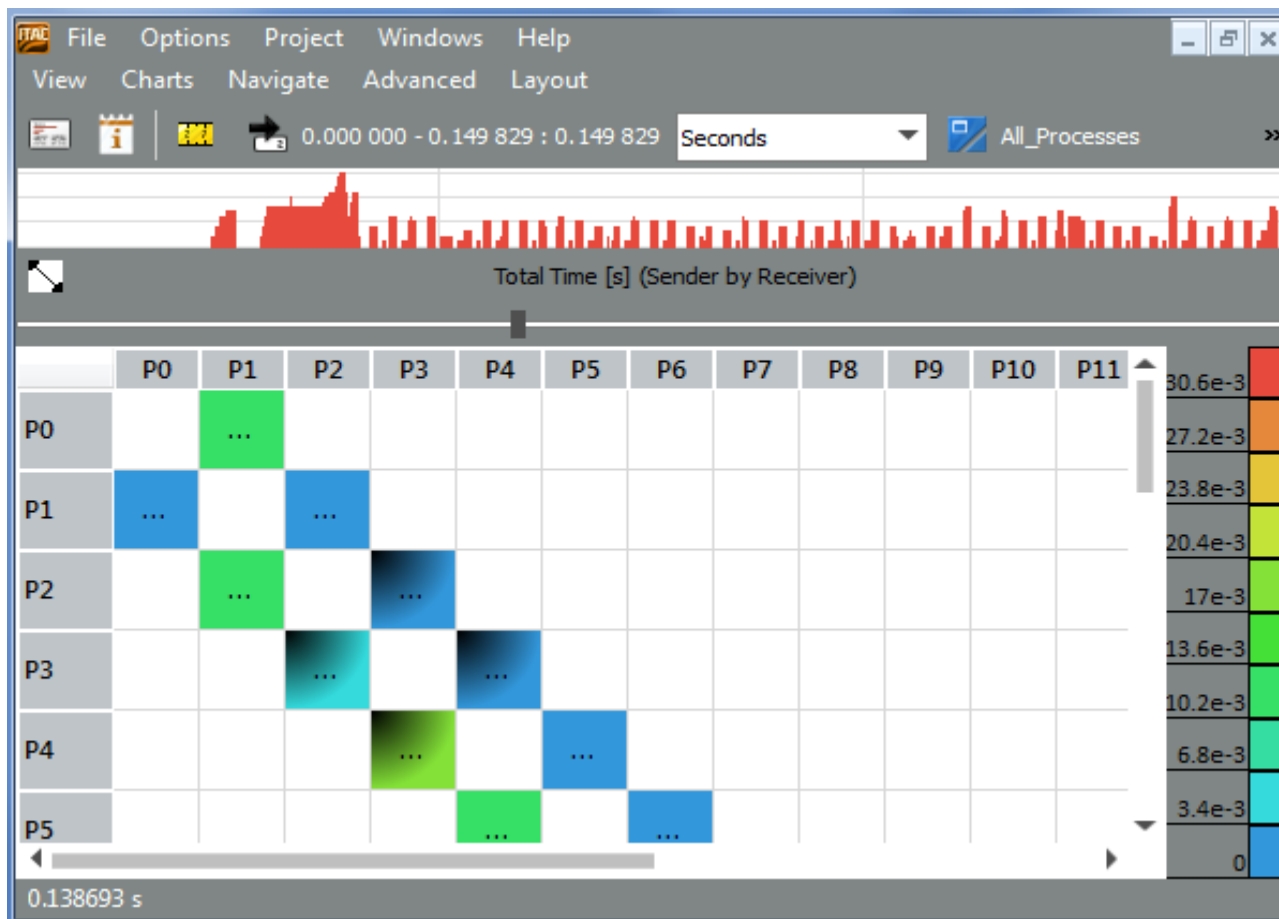 ITAC File Options Project Windows Help
View Charts Navigate Advanced Layout
0.000 000 - 0.149 829 : 0.149 829 Seconds All_Processes »
Total Time [s] (Sender by Receiver)
P0 P1 P2 P3 P4 P5 P6 P7 P8 P9 P10 P11
30.6e-3
P0 ...
27.2e-3
23.8e-3
P1 ... ...
20.4e-3
P2 ... ...
17e-3
13.6e-3
P3 ... ...
10.2e-3
P4 ... ...
6.8e-3
3.4e-3
P5 ... ...
0
0.138693 s